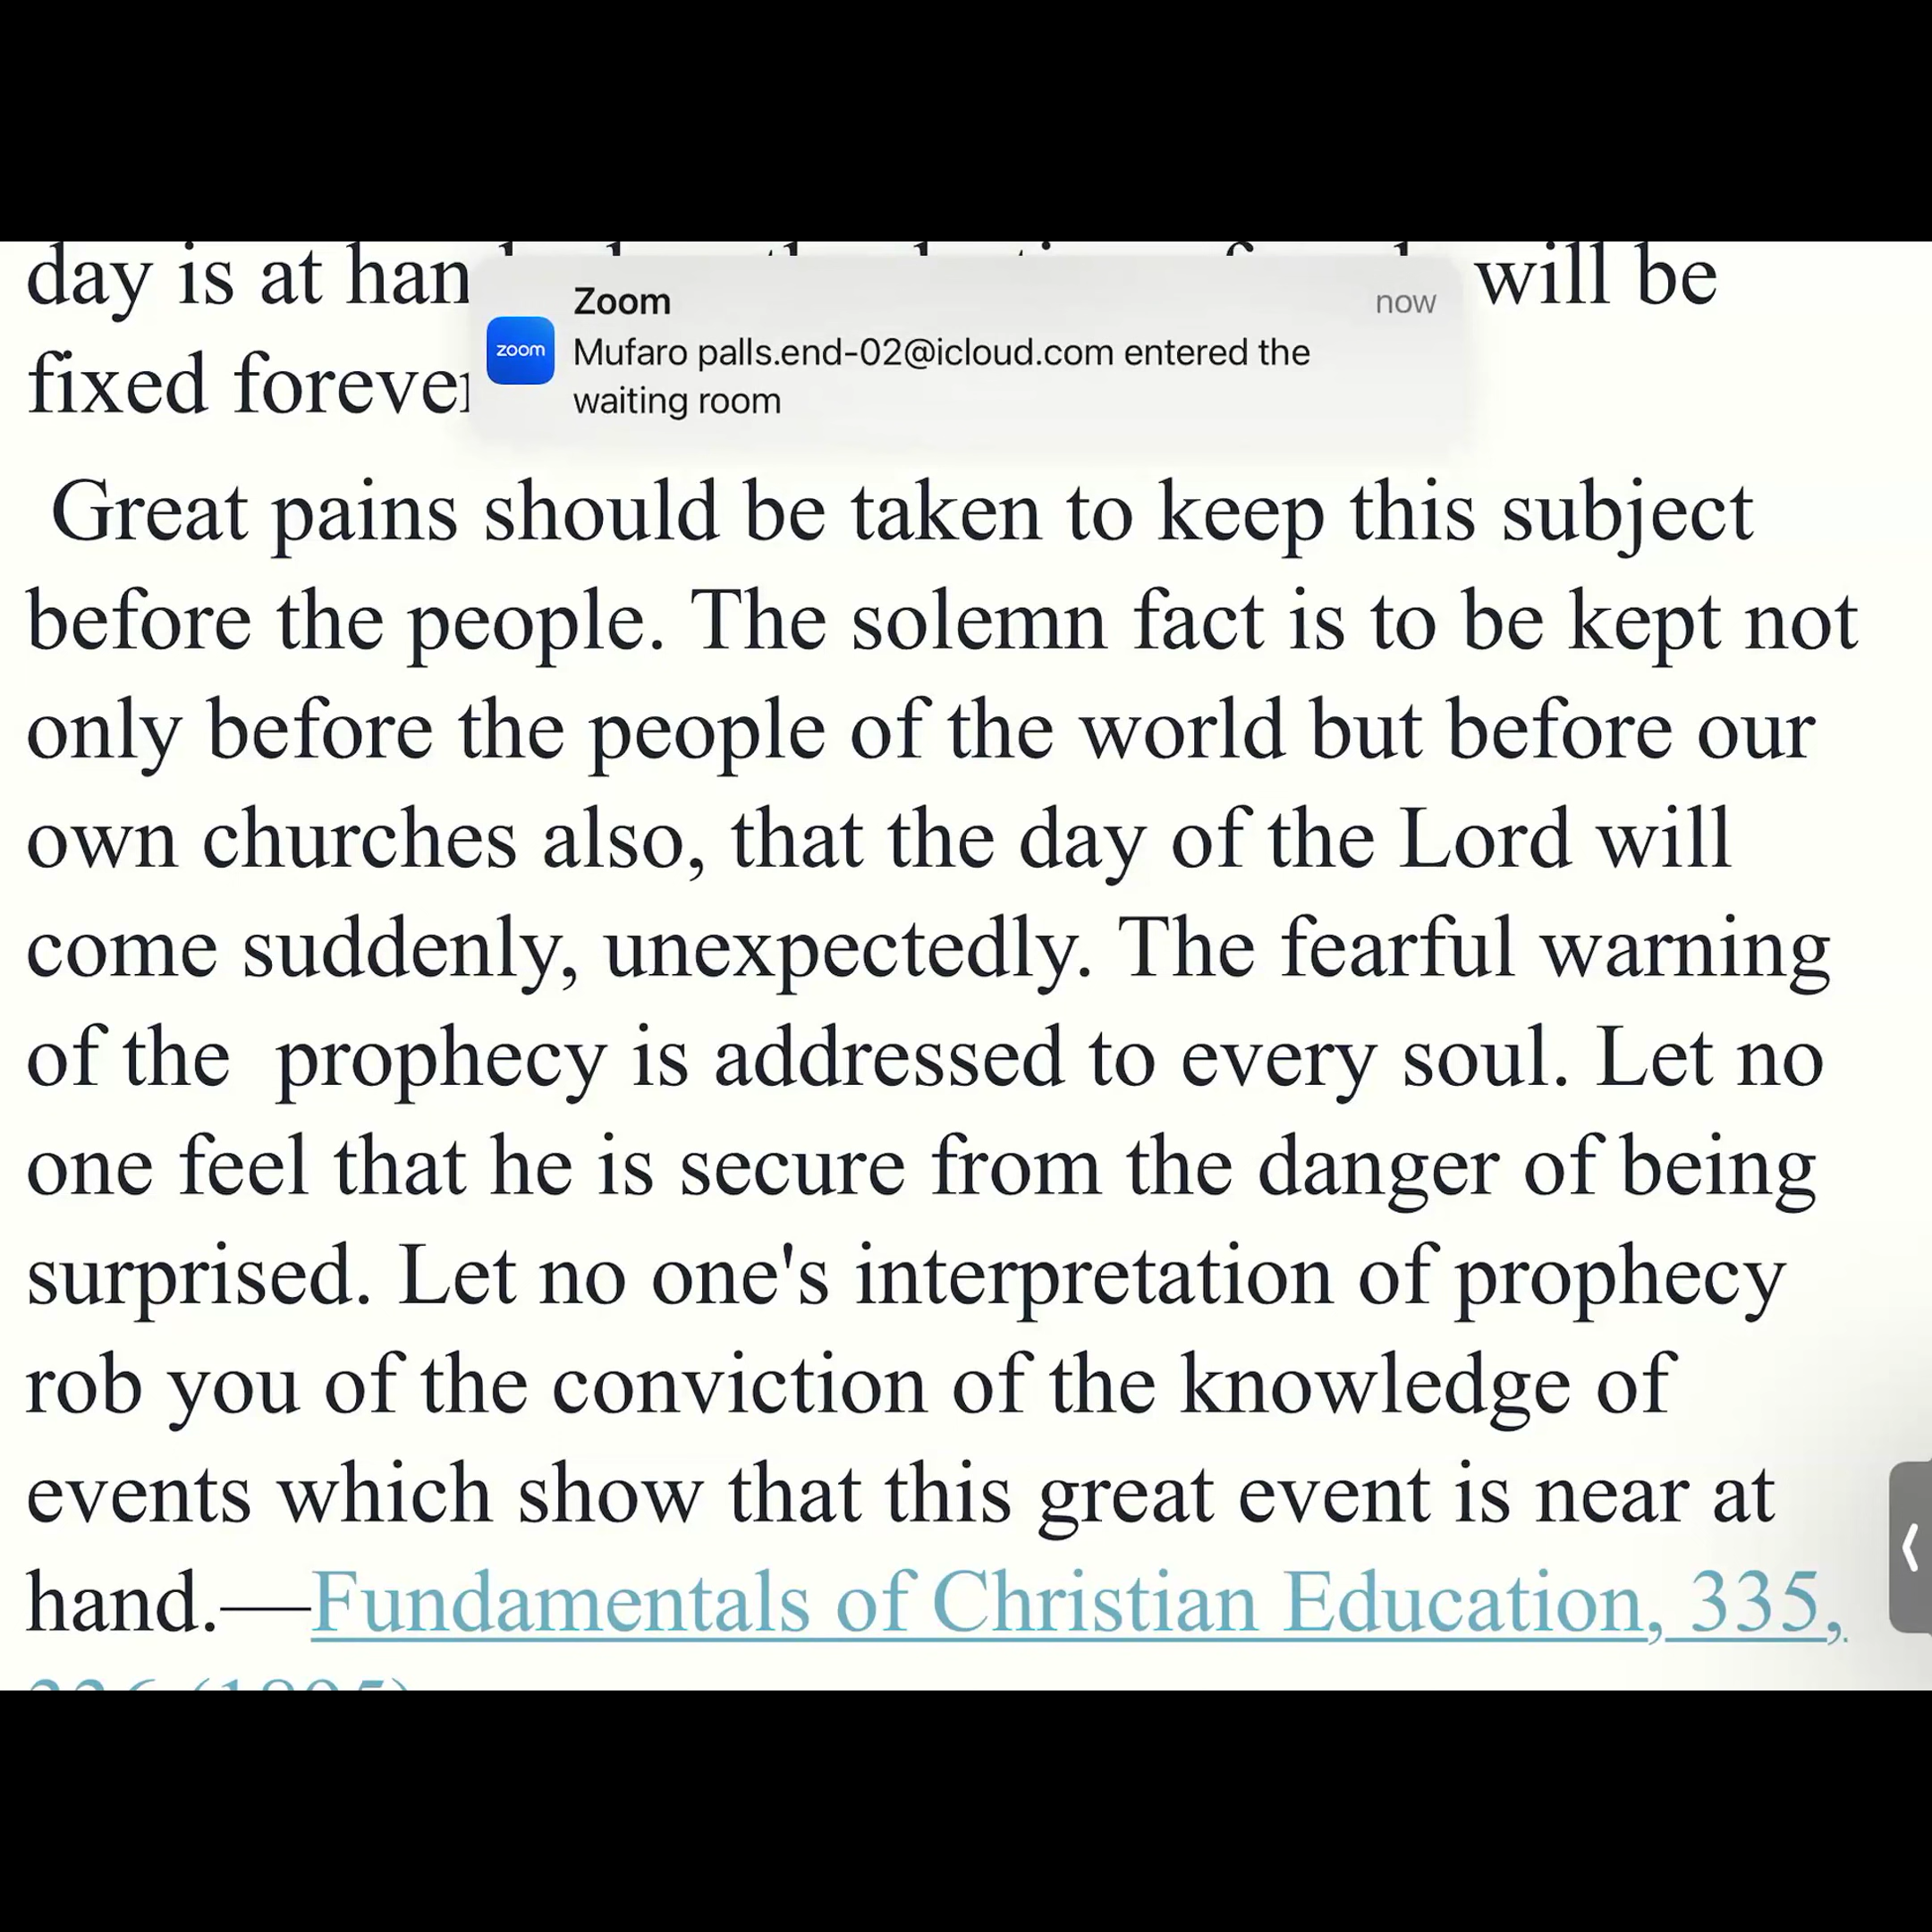 day is at
will be
fixed
Zoom
now
zoom
Mufaro palls.end-02@icloud.com entered the
waiting room
Great pains should be taken to keep this subject
before the people. The solemn fact is to be kept not
only before the people of the world but before our
own churches also, that the day of the Lord will
come suddenly, unexpectedly. The fearful warning
of the prophecy is addressed to every soul. Let no
one feel that he is secure from the danger of being
surprised. Let no one's interpretation of prophecy
rob you of the conviction of the knowledge of
events which show that this great event is near at
hand.—Fundamentals of Christian Education, 335,